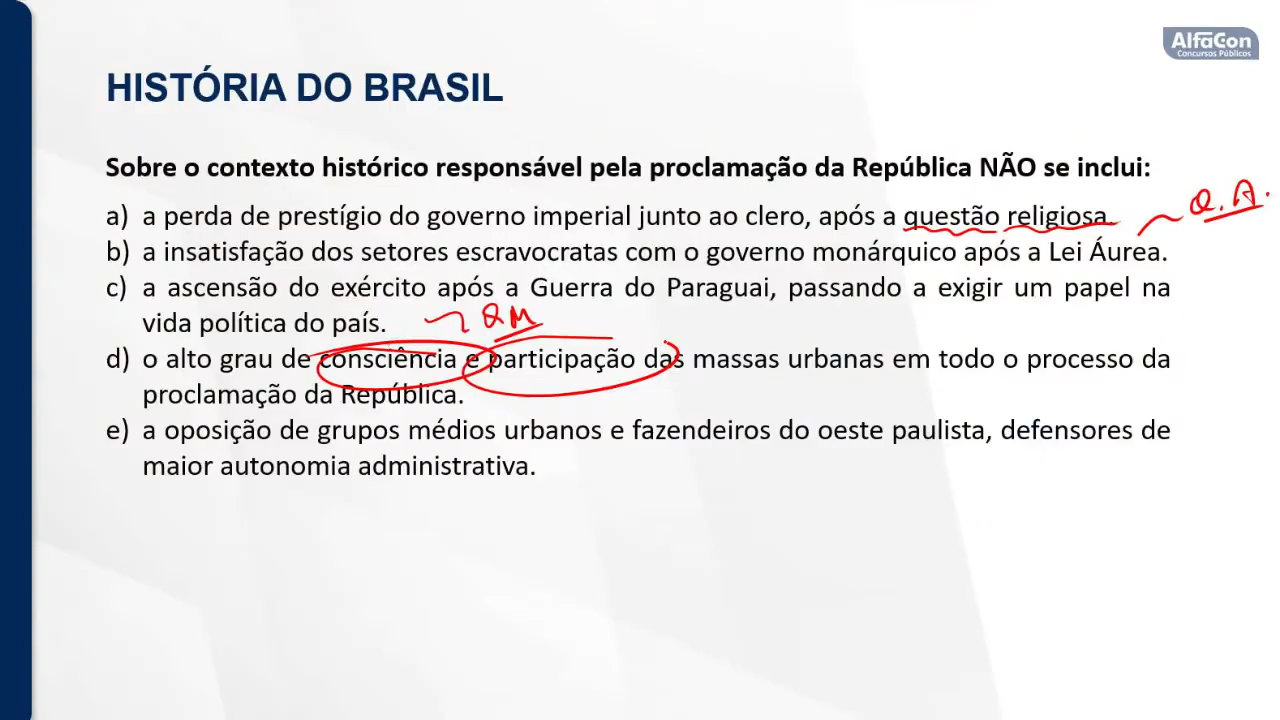 AlfaCon
Concursos Públicos
HISTÓRIA DO BRASIL
Sobre o contexto histórico responsável pela proclamação da República NÃO se inclui:
a) a perda de prestígio do governo imperial junto ao clero, após a questão religiosa.
Q.A.
b) a insatisfação dos setores escravocratas com o governo monárquico após a Lei Áurea.
c) a ascensão do exército após a Guerra do Paraguai, passando a exigir um papel na
vida política do país.
QM
d) o alto grau de consciência e participação das massas urbanas em todo o processo da
proclamação da República.
e) a oposição de grupos médios urbanos e fazendeiros do oeste paulista, defensores de
maior autonomia administrativa.